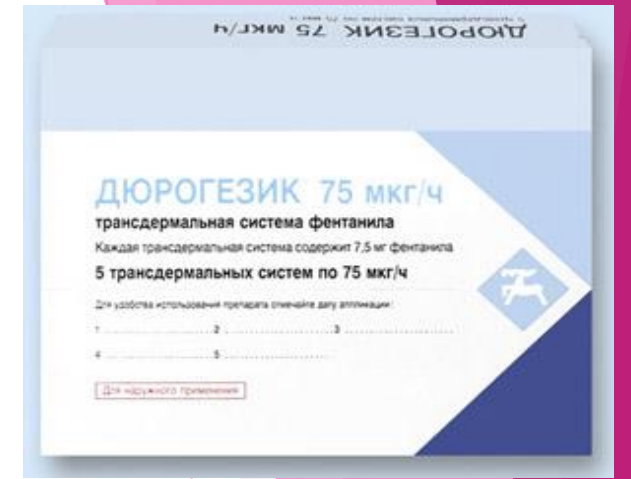 ДЮРОГЕЗИК 75 мкг/ч
ДЮРОГЕЗИК 75 мкг/ч
трансдермальная система фентанила
Каждая трансдермальная система содержит 7,5 мг фентанила
5 трансдермальных систем по 75 мкг/ч
Для удобства использования препарата отмечайте дату аппликации:
1 ........................ 2 ........................ 3 ........................
4 ........................ 5 ........................
Для наружного применения